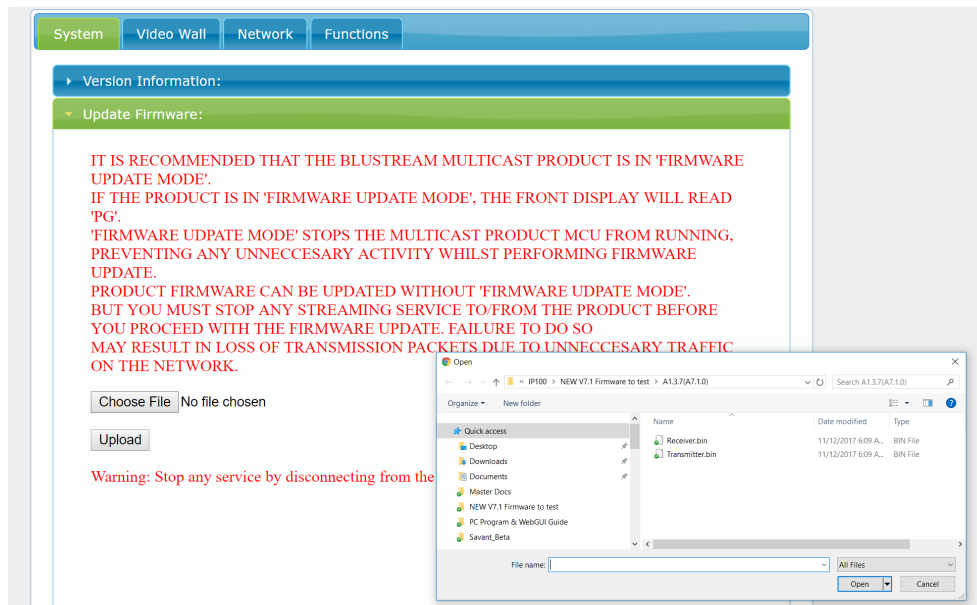 System
Video Wall
Network
Functions
Version Information:
Update Firmware:
IT IS RECOMMENDED THAT THE BLUSTREAM MULTICAST PRODUCT IS IN 'FIRMWARE
UPDATE MODE'.
IF THE PRODUCT IS IN 'FIRMWARE UPDATE MODE', THE FRONT DISPLAY WILL READ
'PG'.
'FIRMWARE UDPATE MODE' STOPS THE MULTICAST PRODUCT MCU FROM RUNNING,
PREVENTING ANY UNNECCESARY ACTIVITY WHILST PERFORMING FIRMWARE
UPDATE.
PRODUCT FIRMWARE CAN BE UPDATED WITHOUT 'FIRMWARE UDPATE MODE'.
BUT YOU MUST STOP ANY STREAMING SERVICE TO/FROM THE PRODUCT BEFORE
YOU PROCEED WITH THE FIRMWARE UPDATE. FAILURE TO DO SO
MAY RESULT IN LOSS OF TRANSMISSION PACKETS DUE TO UNNECCESARY TRAFFIC
ON THE NETWORK.
Choose File No file chosen
Upload
Warning: Stop any service by disconnecting from the
Open
« IP100 > NEW V7.1 Firmware to test > A1.3.7(A7.1.0)
Search A1.3.7(A7.1.0)
Organize
New folder
Quick access
Desktop
Downloads
Documents
Master Docs
NEW V7.1 Firmware to test
PC Program & WebGUI Guide
Savant_Beta
Name Date modified Type
Receiver.bin 11/12/2017 6:09 A... BIN File
Transmitter.bin 11/12/2017 6:09 A... BIN File
File name:
All Files
Open
Cancel